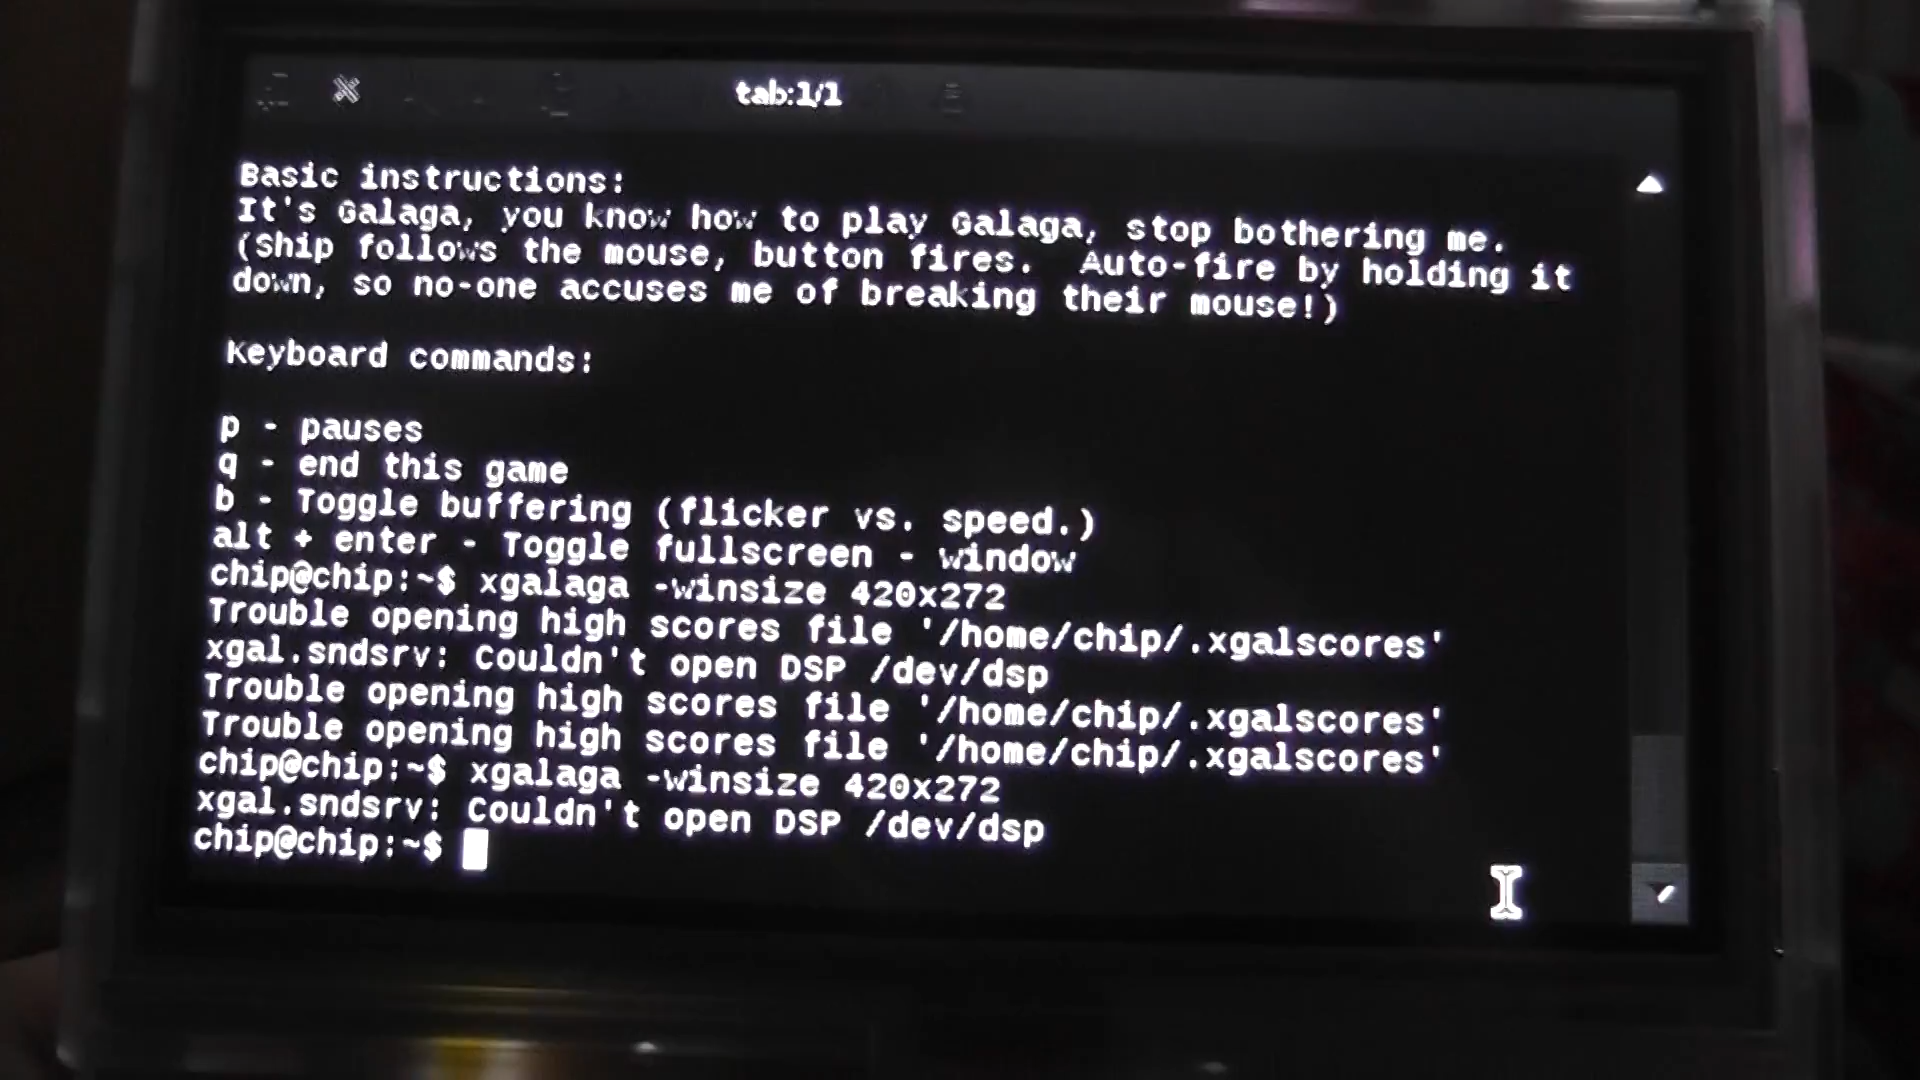 tab:1/1
Basic instructions:
It's Galaga, you know how to play Galaga, stop bothering me.
(Ship follows the mouse, button fires.  Auto-fire by holding it
down, so no-one accuses me of breaking their mouse!)
Keyboard commands:
p - pauses
q - end this game
b - Toggle buffering (flicker vs. speed.)
alt + enter - Toggle fullscreen - window
chip@chip:~$ xgalaga -winsize 420x272
Trouble opening high scores file '/home/chip/.xgalscores'
xgal.sndsrv: Couldn't open DSP /dev/dsp
Trouble opening high scores file '/home/chip/.xgalscores'
Trouble opening high scores file '/home/chip/.xgalscores'
chip@chip:~$ xgalaga -winsize 420x272
xgal.sndsrv: Couldn't open DSP /dev/dsp
chip@chip:~$